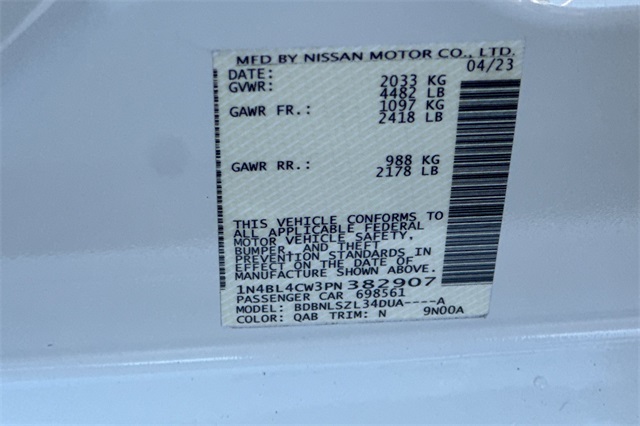 MFD BY NISSAN MOTOR CO., LTD.
DATE: 04/23
GVWR: 2033 KG
4482 LB
GAWR FR.: 1097 KG
2418 LB
GAWR RR.: 988 KG
2178 LB
THIS VEHICLE CONFORMS TO
ALL APPLICABLE FEDERAL
MOTOR VEHICLE SAFETY,
BUMPER, AND THEFT
PREVENTION STANDARDS IN
EFFECT ON THE DATE OF
MANUFACTURE SHOWN ABOVE.
1N4BL4CW3PN382907
PASSENGER CAR 698561
MODEL: BDBNLSZL34DUA----A
COLOR: QAB TRIM: N 9N00A